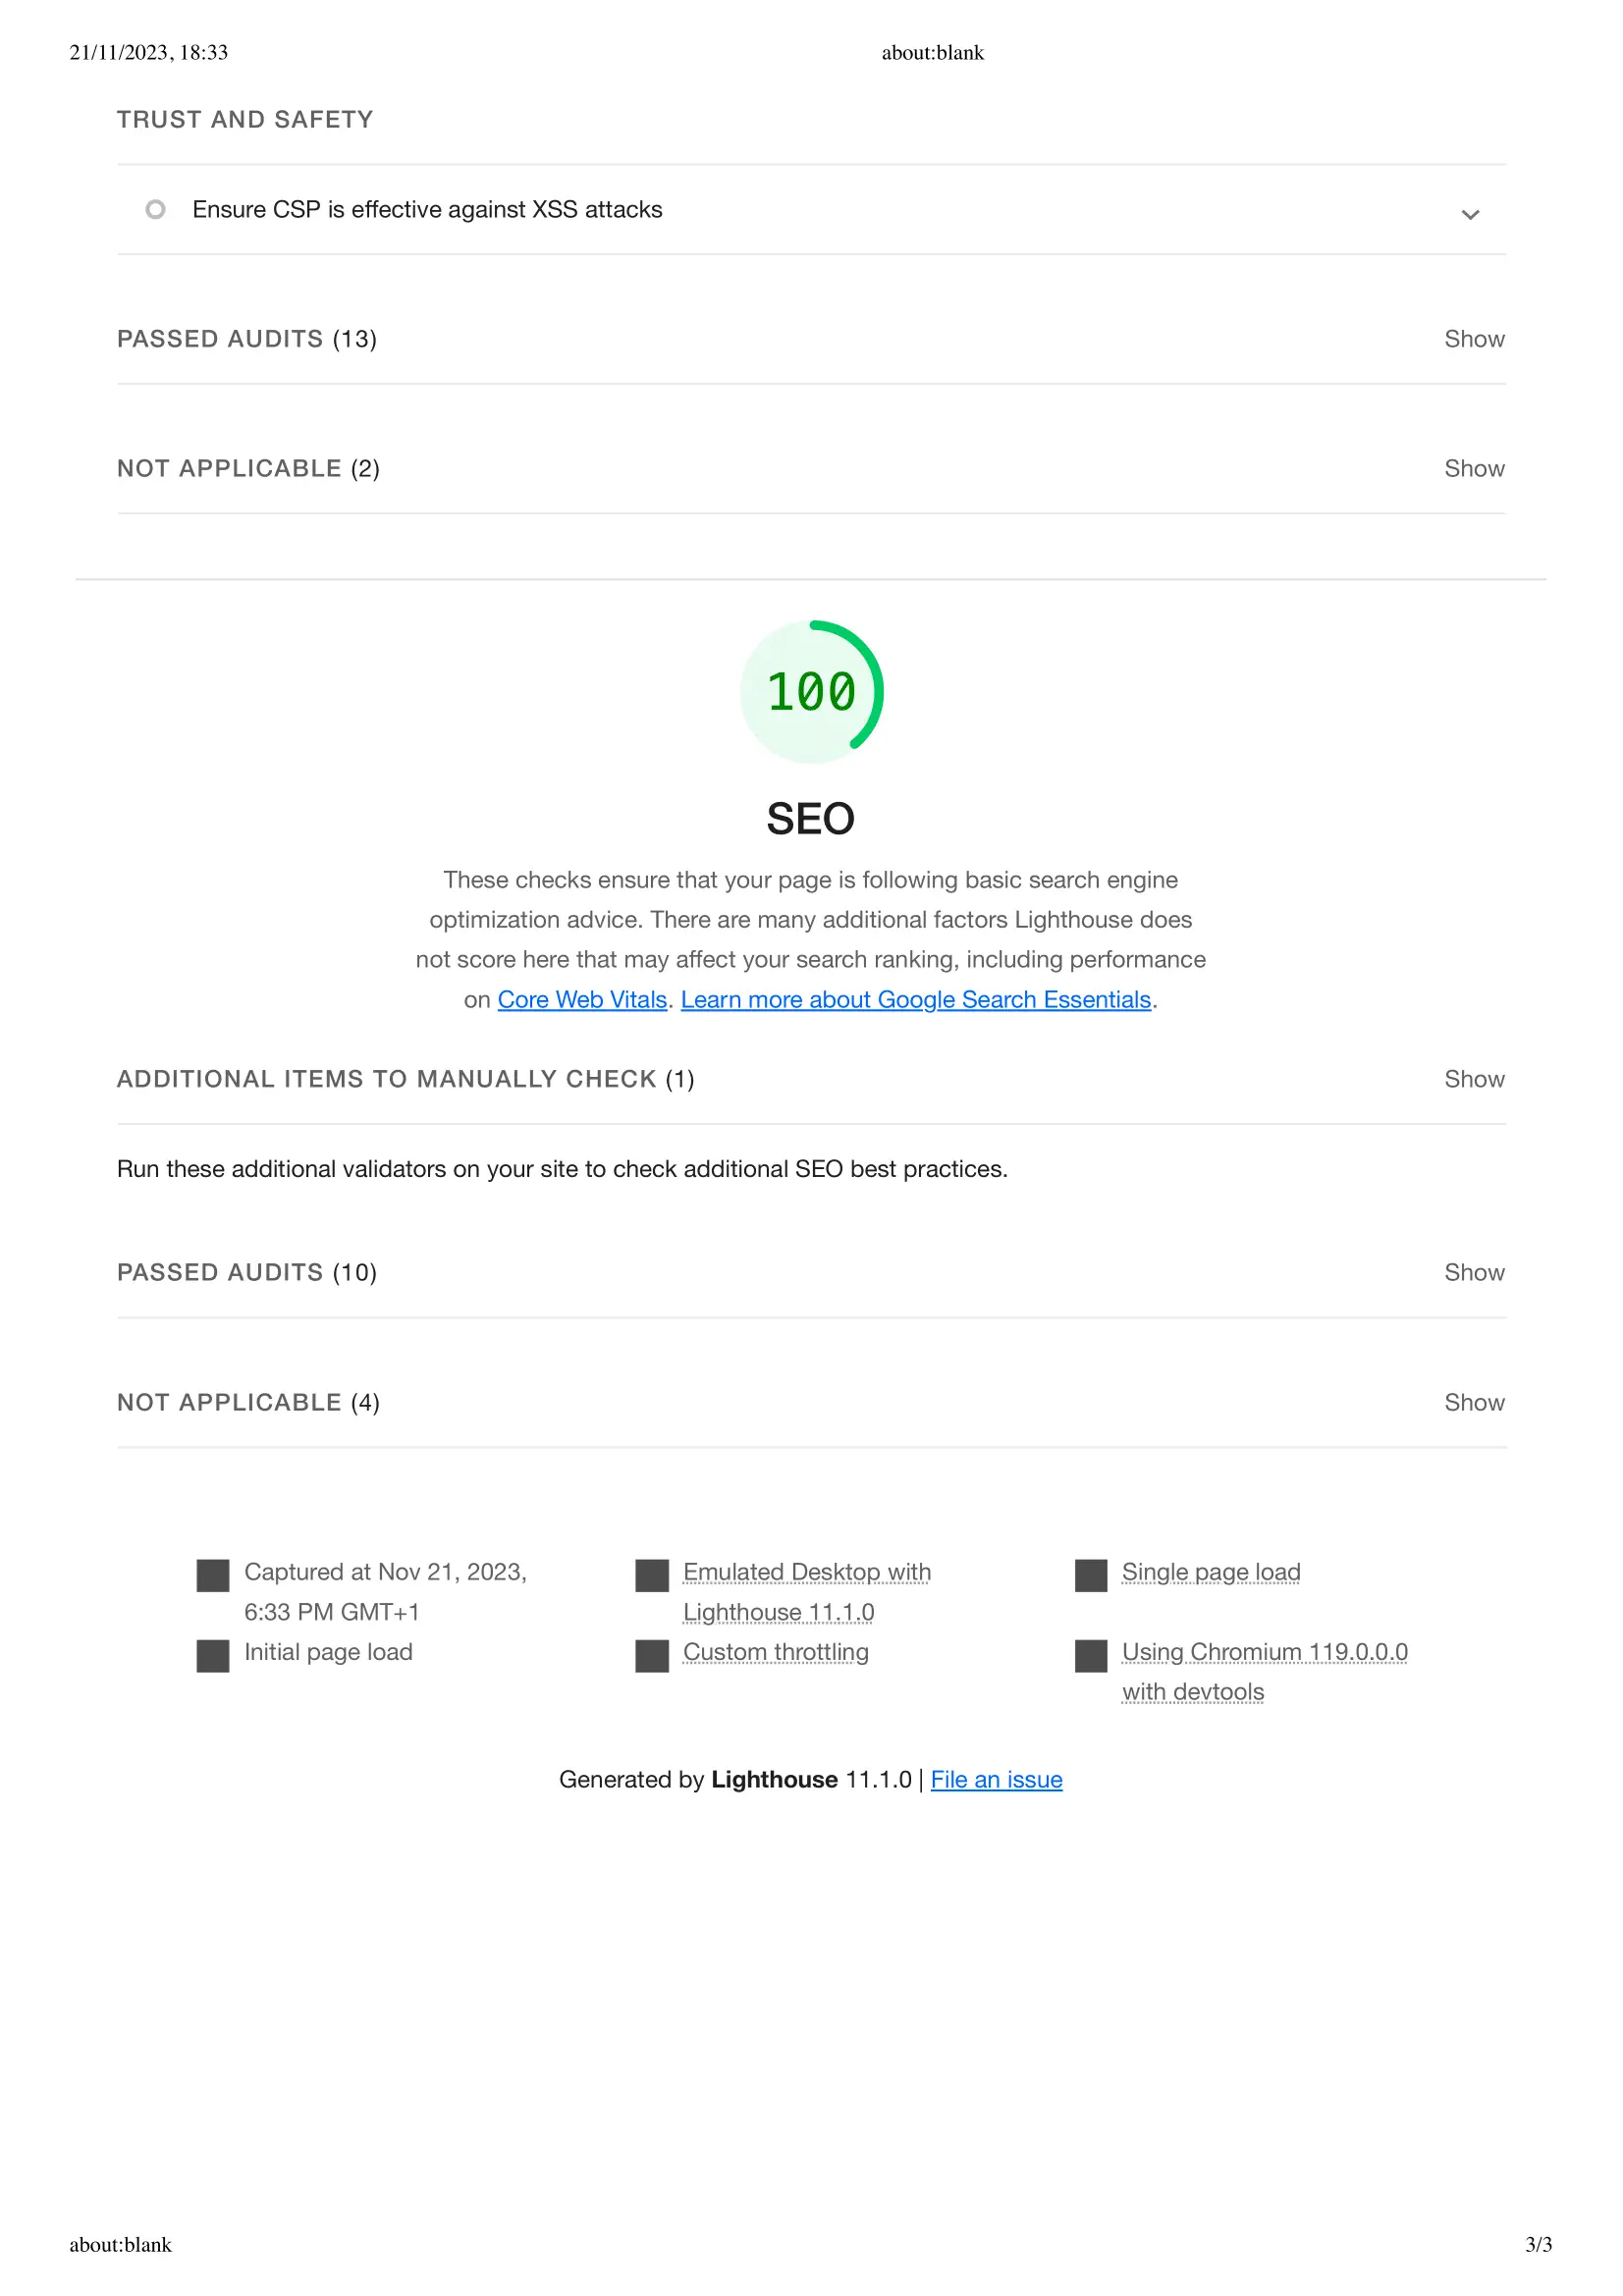 21/11/2023, 18:33 about:blank
TRUST AND SAFETY
Ensure CSP is effective against XSS attacks
PASSED AUDITS (13) Show
NOT APPLICABLE (2) Show
100
SEO
These checks ensure that your page is following basic search engine
optimization advice. There are many additional factors Lighthouse does
not score here that may affect your search ranking, including performance
on Core Web Vitals. Learn more about Google Search Essentials.
ADDITIONAL ITEMS TO MANUALLY CHECK (1) Show
Run these additional validators on your site to check additional SEO best practices.
PASSED AUDITS (10) Show
NOT APPLICABLE (4) Show
Captured at Nov 21, 2023,
6:33 PM GMT+1
Emulated Desktop with
Lighthouse 11.1.0
Single page load
Initial page load
Custom throttling
Using Chromium 119.0.0.0
with devtools
Generated by Lighthouse 11.1.0 | File an issue
about:blank 3/3